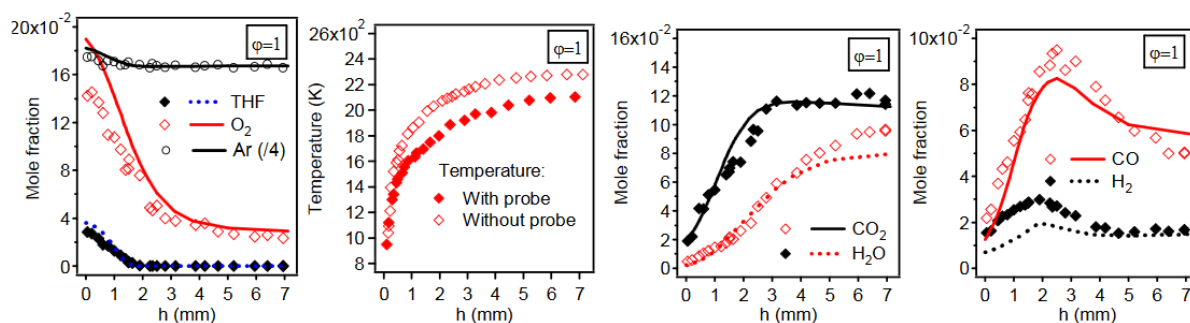 20x10-2
16
12
8
4
0
Mole fraction
φ=1
THF
O2
Ar (/4)
0 1 2 3 4 5 6 7
h (mm)
26x102
24
22
20
18
16
14
12
10
8
Temperature (K)
φ=1
Temperature:
With probe
Without probe
0 1 2 3 4 5 6 7
h (mm)
16x10-2
14
12
10
8
6
4
2
0
Mole fraction
φ=1
CO2
H2O
0 1 2 3 4 5 6 7
h (mm)
10x10-2
8
6
4
2
0
Mole fraction
φ=1
CO
H2
0 1 2 3 4 5 6 7
h (mm)